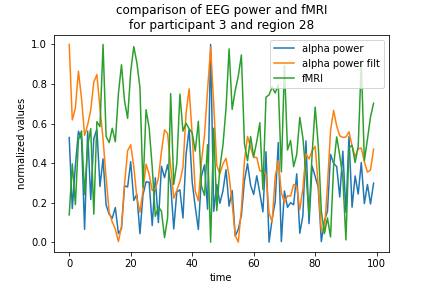 comparison of EEG power and fMRI
for participant 3 and region 28
alpha power
alpha power filt
fMRI
normalized values
1.0
0.8
0.6
0.4
0.2
0.0
0
20
40
60
80
100
time